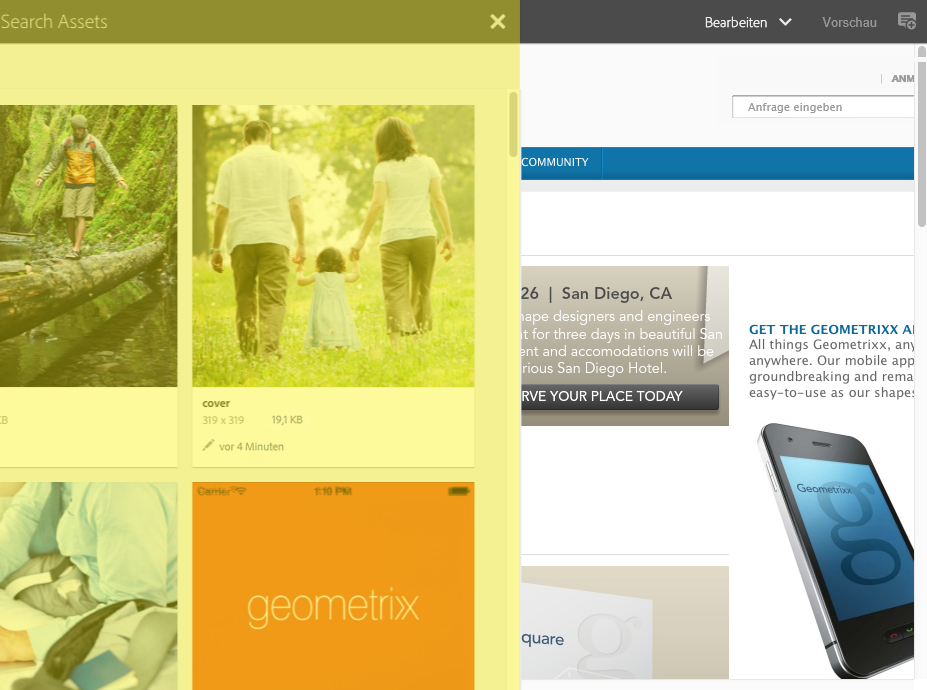 Search Assets
Bearbeiten
Vorschau
Anfrage eingeben
COMMUNITY
cover
319 x 319 19,1 KB
vor 4 Minuten
26 | San Diego, CA
hape designers and engineers
t for three days in beautiful San
ent and accomodations will be
rious San Diego Hotel.
RVE YOUR PLACE TODAY
GET THE GEOMETRIXX
All things Geometrixx, any
anywhere. Our mobile app
groundbreaking and rema
easy-to-use as our shapes
Geometrixx
Carrier 1:10 PM
geometrixx
quare